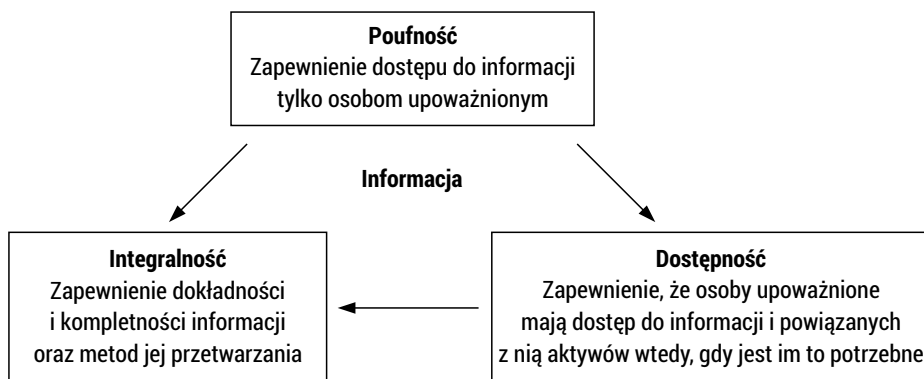 Poufność
Zapewnienie dostępu do informacji
tylko osobom upoważnionym
Informacja
Integralność
Zapewnienie dokładności
i kompletności informacji
oraz metod jej przetwarzania
Dostępność
Zapewnienie, że osoby upoważnione
mają dostęp do informacji i powiązanych
z nią aktywów wtedy, gdy jest im to potrzebne